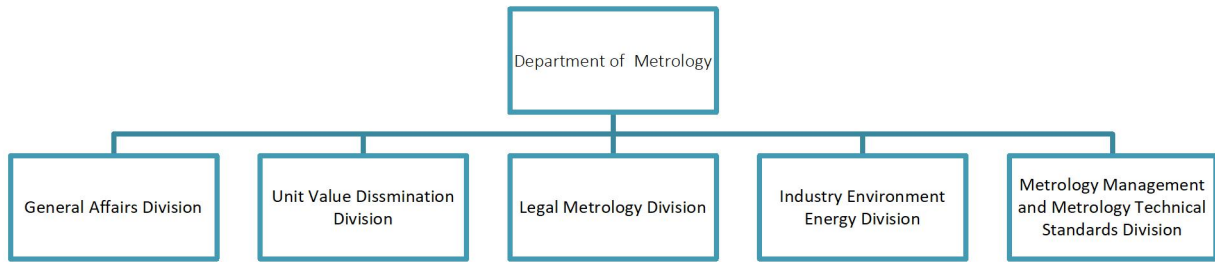 Department of Metrology
General Affairs Division
Unit Value Dissmination
Division
Legal Metrology Division
Industry Environment
Energy Division
Metrology Management
and Metrology Technical
Standards Division